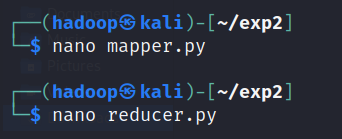 ┌──(hadoop㉿kali)-[~/exp2]
└─$ nano mapper.py
┌──(hadoop㉿kali)-[~/exp2]
└─$ nano reducer.py